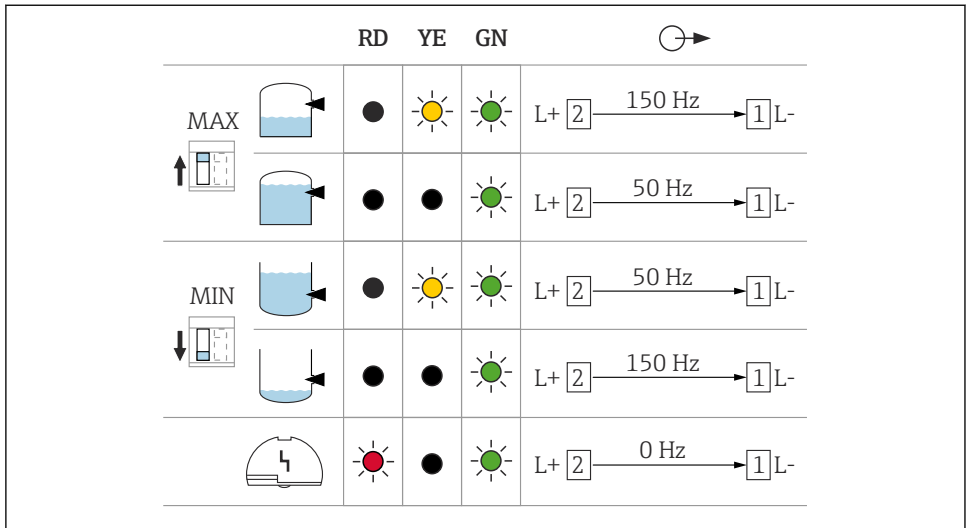 RD YE GN
MAX
L+ 2 150 Hz 1 L-
L+ 2 50 Hz 1 L-
MIN
L+ 2 50 Hz 1 L-
L+ 2 150 Hz 1 L-
L+ 2 0 Hz 1 L-